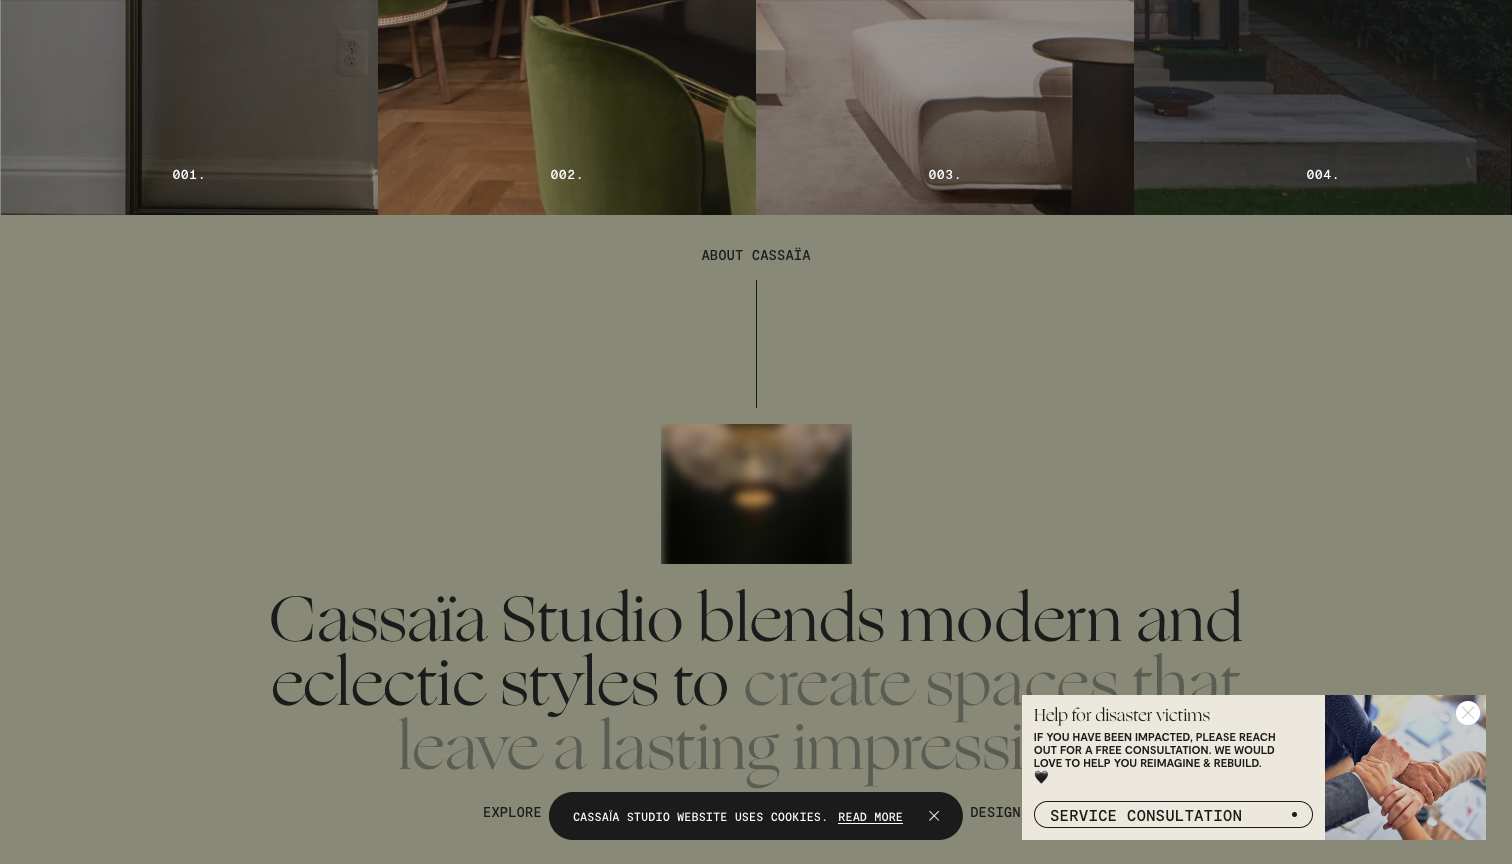 001.
002.
003.
004.
ABOUT CASSAÏA
Cassaïa Studio blends modern and
eclectic styles to create spaces that
leave a lasting
EXPLORE
DESIGN
CASSAÏA STUDIO WEBSITE USES COOKIES. READ MORE
Help for disaster victims
IF YOU HAVE BEEN IMPACTED, PLEASE REACH
OUT FOR A FREE CONSULTATION. WE WOULD
LOVE TO HELP YOU REIMAGINE & REBUILD.
🖤
SERVICE CONSULTATION